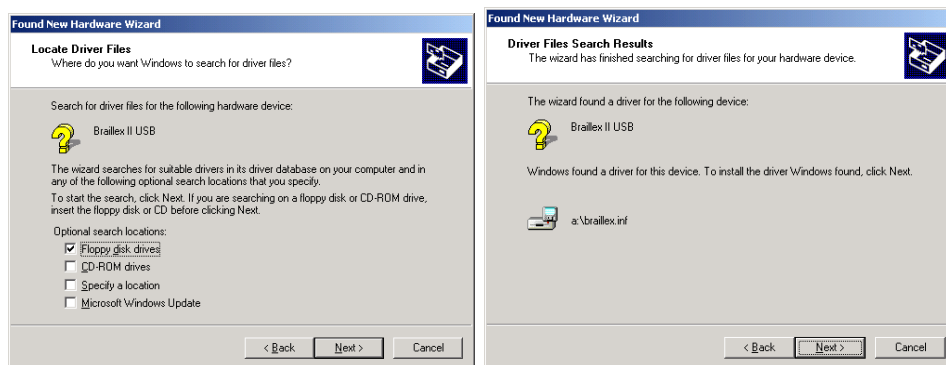 Found New Hardware Wizard
Locate Driver Files
Where do you want Windows to search for driver files?
Search for driver files for the following hardware device:
Braillex II USB
The wizard searches for suitable drivers in its driver database on your computer and in
any of the following optional search locations that you specify.
To start the search, click Next. If you are searching on a floppy disk or CD-ROM drive,
insert the floppy disk or CD before clicking Next.
Optional search locations:
Floppy disk drives
CD-ROM drives
Specify a location
Microsoft Windows Update
< Back
Next >
Cancel
Found New Hardware Wizard
Driver Files Search Results
The wizard has finished searching for driver files for your hardware device.
The wizard found a driver for the following device:
Braillex II USB
Windows found a driver for this device. To install the driver Windows found, click Next.
a:\braillex.inf
< Back
Next >
Cancel